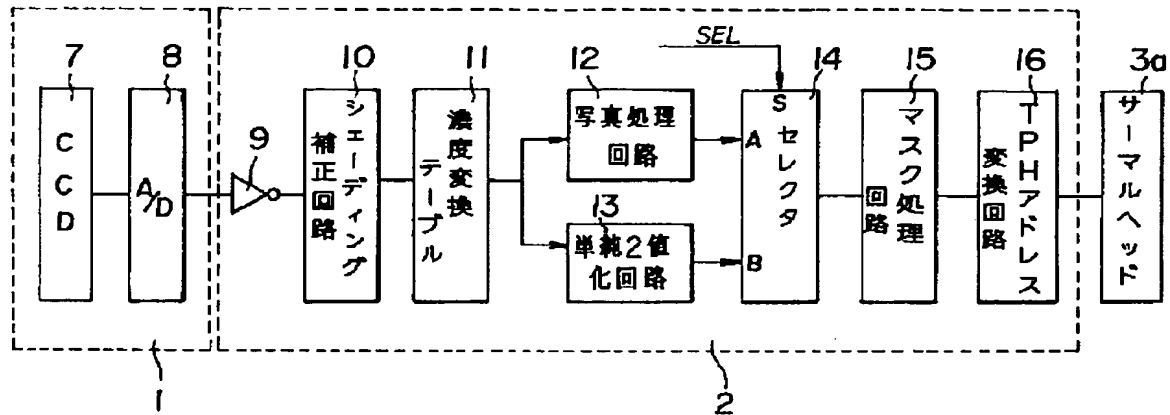 7
CCD
8
A/D
9
10
シェーディング
補正回路
11
濃度変換
テーブル
12
写真処理
回路
13
単純2値
化回路
SEL
S
A
B
セレクタ
14
15
マスク処理
回路
16
TPHアドレス
変換回路
3a
サーマルヘッド
1
2